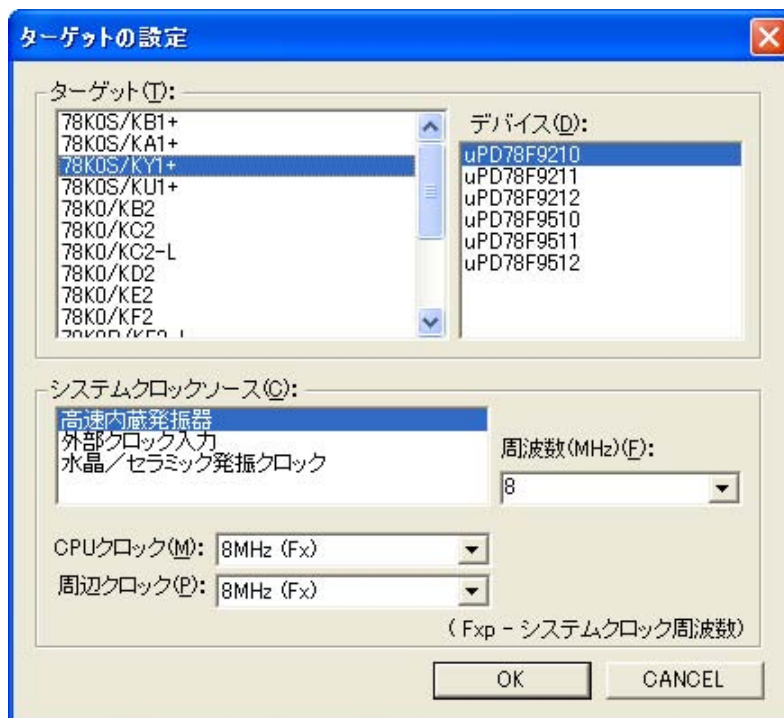 ターゲットの設定
ターゲット(T):
78K0S/KB1+
78K0S/KA1+
78K0S/KY1+
78K0S/KU1+
78K0/KB2
78K0/KC2
78K0/KC2-L
78K0/KD2
78K0/KE2
78K0/KF2
デバイス(D):
uPD78F9210
uPD78F9211
uPD78F9212
uPD78F9510
uPD78F9511
uPD78F9512
システムクロックソース(C):
高速内蔵発振器
外部クロック入力
水晶/セラミック発振クロック
周波数(MHz)(F):
8
CPUクロック(M): 8MHz (Fx)
周辺クロック(P): 8MHz (Fx)
( Fxp - システムクロック周波数)
OK
CANCEL